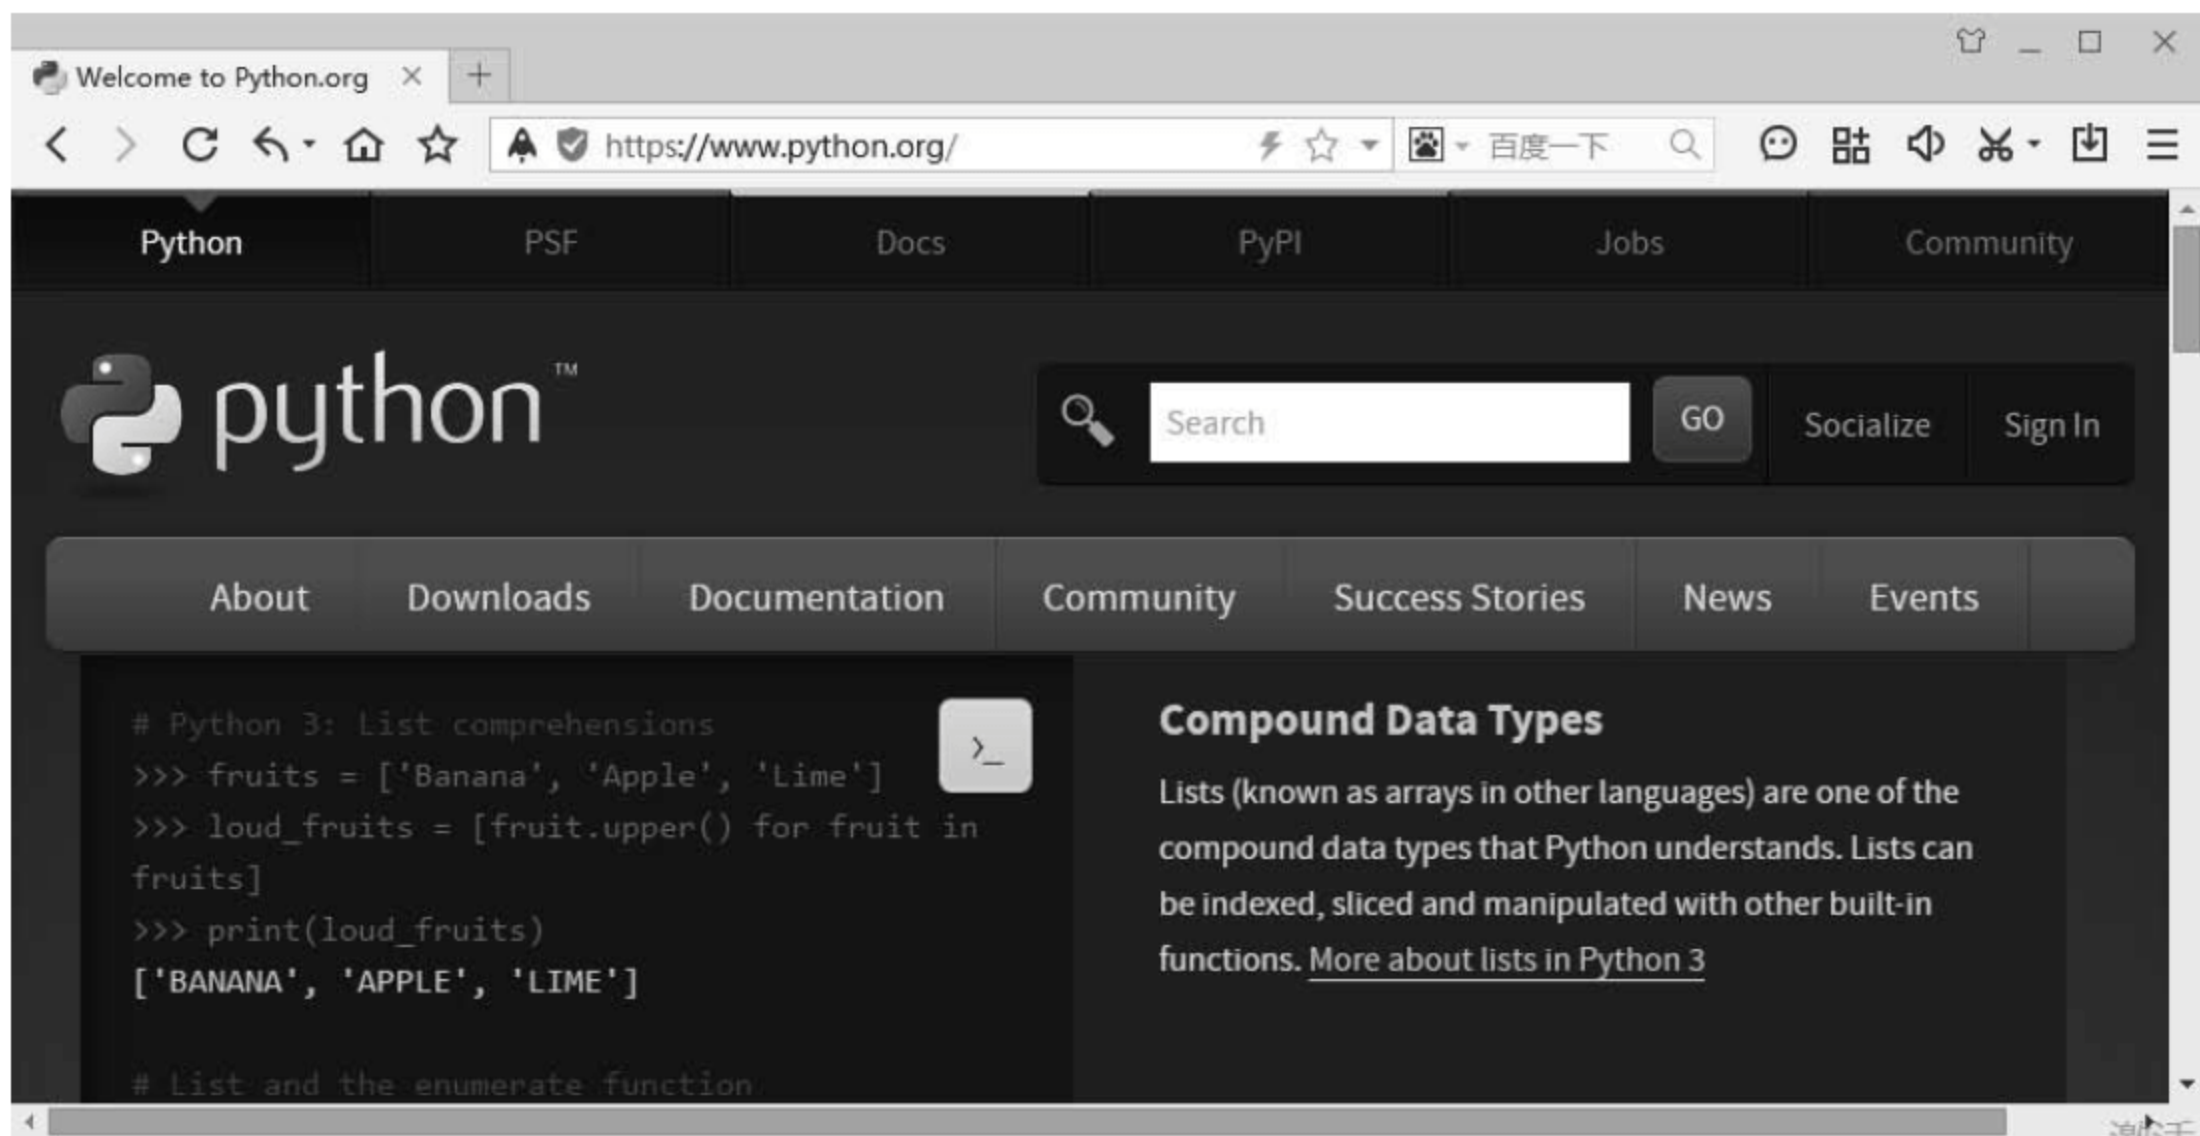 Welcome to Python.org
https://www.python.org/ 百度一下
Python PSF Docs PyPI Jobs Community
python™ Search GO Socialize Sign In
About Downloads Documentation Community Success Stories News Events
# Python 3: List comprehensions
>>> fruits = ['Banana', 'Apple', 'Lime']
>>> loud_fruits = [fruit.upper() for fruit in
fruits]
>>> print(loud_fruits)
['BANANA', 'APPLE', 'LIME']
# List and the enumerate function
>_
Compound Data Types
Lists (known as arrays in other languages) are one of the
compound data types that Python understands. Lists can
be indexed, sliced and manipulated with other built-in
functions. More about lists in Python 3